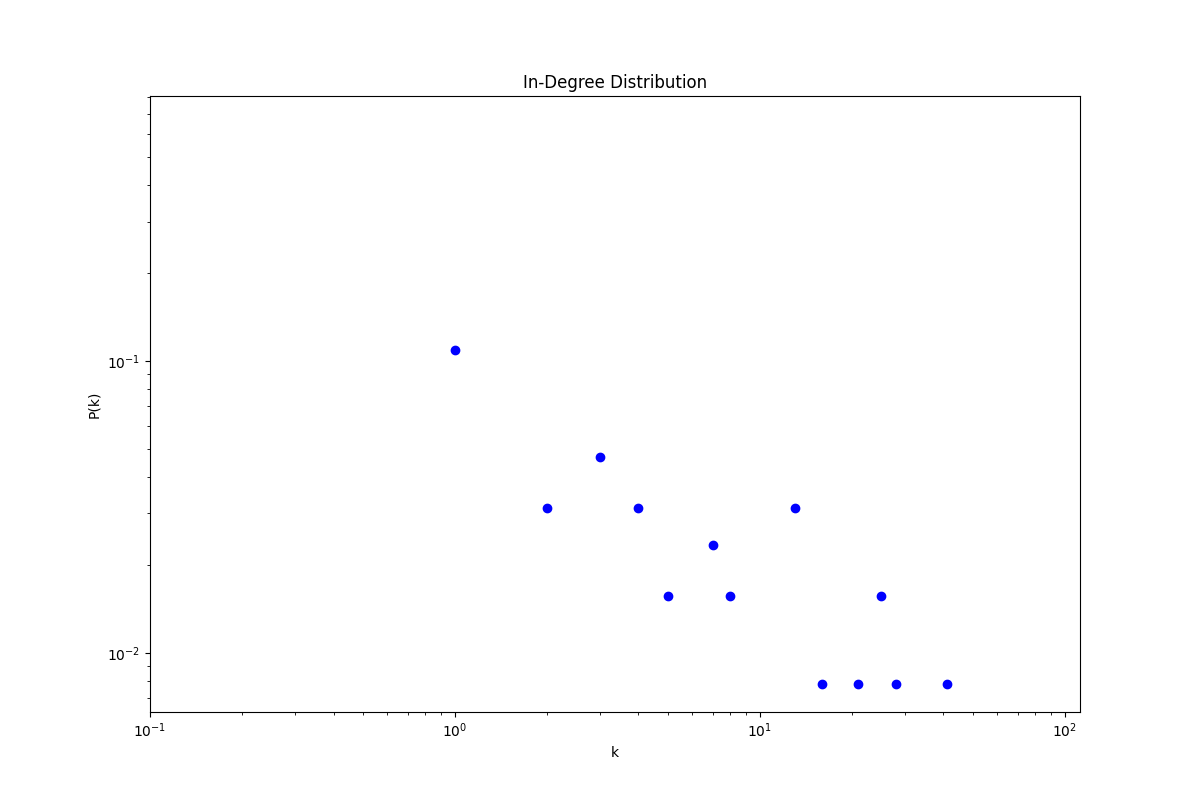 In-Degree Distribution
P(k)
10⁻¹
10⁻²
10⁻¹ 10⁰ 10¹ 10²
k